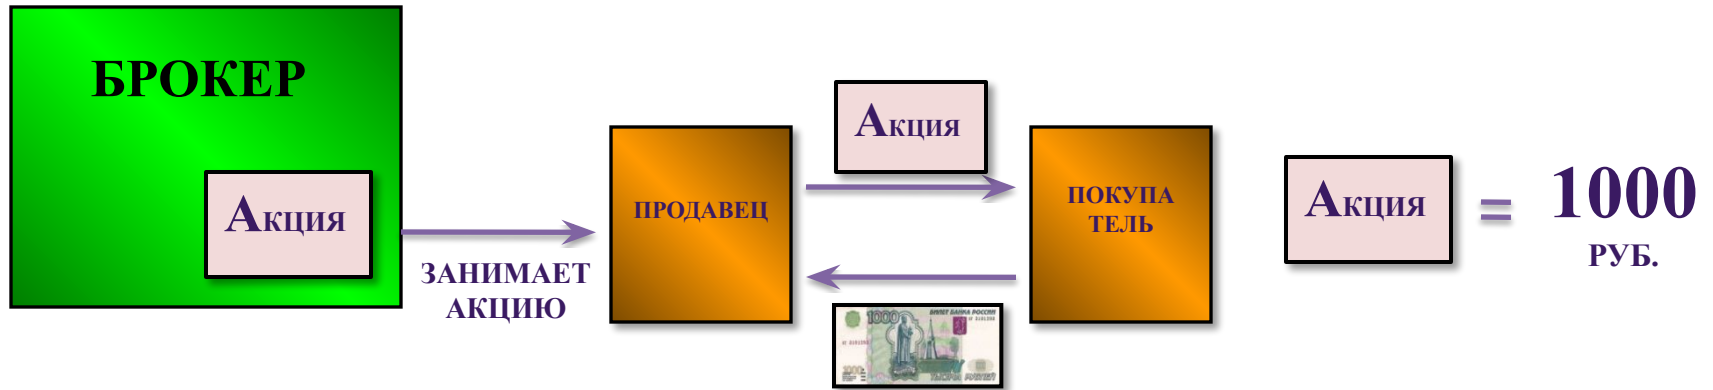 БРОКЕР
Акция
ЗАНИМАЕТ
АКЦИЮ
ПРОДАВЕЦ
Акция
1000
БИЛЕТ БАНКА РОССИИ
ПОКУПА
ТЕЛЬ
Акция = 1000
РУБ.